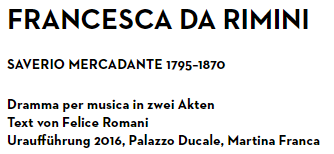 FRANCESCA DA RIMINI
SAVERIO MERCADANTE 1795–1870
Dramma per musica in zwei Akten
Text von Felice Romani
Uraufführung 2016, Palazzo Ducale, Martina Franca